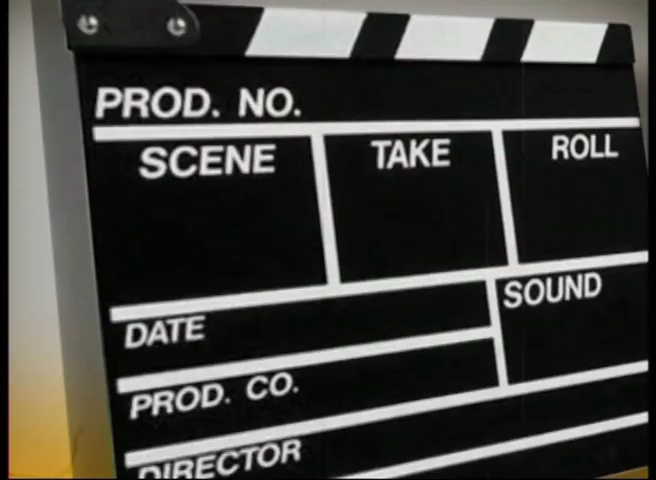 PROD. NO.
SCENE TAKE ROLL
DATE
SOUND
PROD. CO.
DIRECTOR